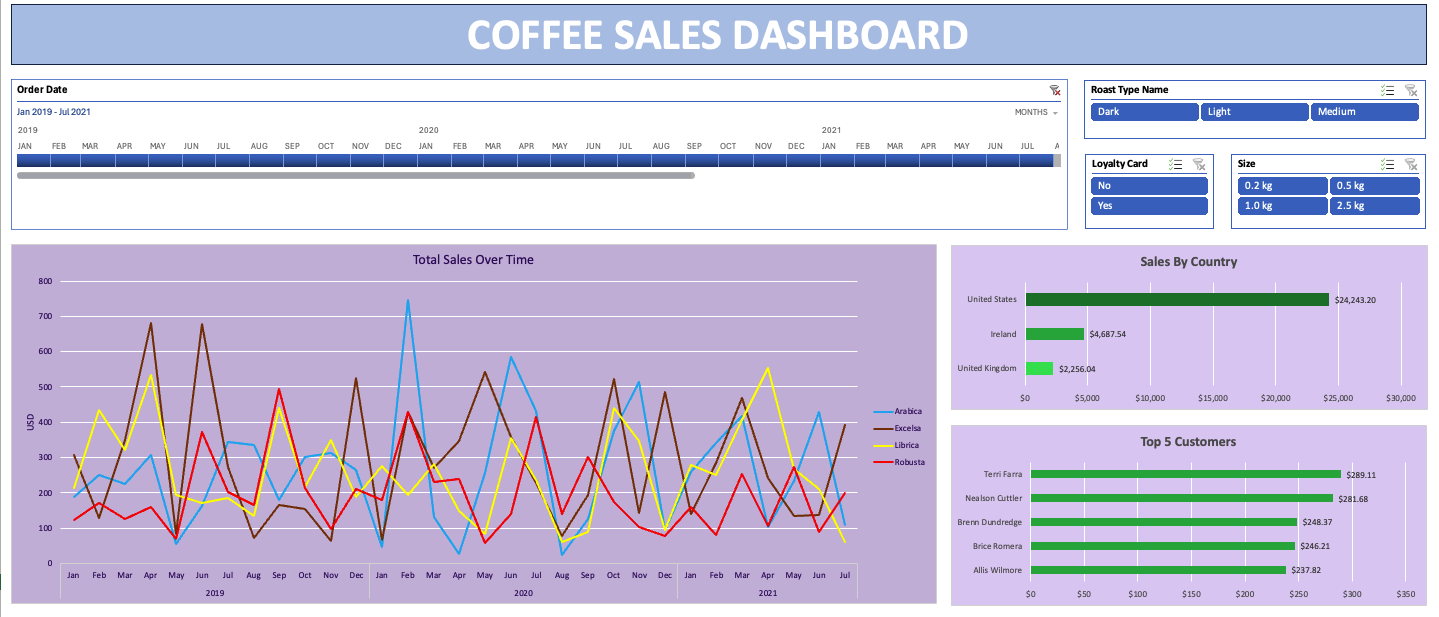 COFFEE SALES DASHBOARD
Order Date
Jan 2019 - Jul 2021
MONTHS
2019 2020 2021
JAN FEB MAR APR MAY JUN JUL AUG SEP OCT NOV DEC JAN FEB MAR APR MAY JUN JUL AUG SEP OCT NOV DEC JAN FEB MAR APR MAY JUN JUL A
Roast Type Name
Dark Light Medium
Loyalty Card
No
Yes
Size
0.2 kg 0.5 kg
1.0 kg 2.5 kg
Total Sales Over Time
800
700
600
500
400
300
200
100
0
USD
Jan Feb Mar Apr May Jun Jul Aug Sep Oct Nov Dec Jan Feb Mar Apr May Jun Jul Aug Sep Oct Nov Dec Jan Feb Mar Apr May Jun Jul
2019 2020 2021
Arabica
Excelsa
Librica
Robusta
Sales By Country
United States $24,243.20
Ireland $4,687.54
United Kingdom $2,256.04
$0 $5,000 $10,000 $15,000 $20,000 $25,000 $30,000
Top 5 Customers
Terri Farra $289.11
Nealson Cuttler $281.68
Brenn Dundredge $248.37
Brice Romera $246.21
Allis Wilmore $237.82
$0 $50 $100 $150 $200 $250 $300 $350